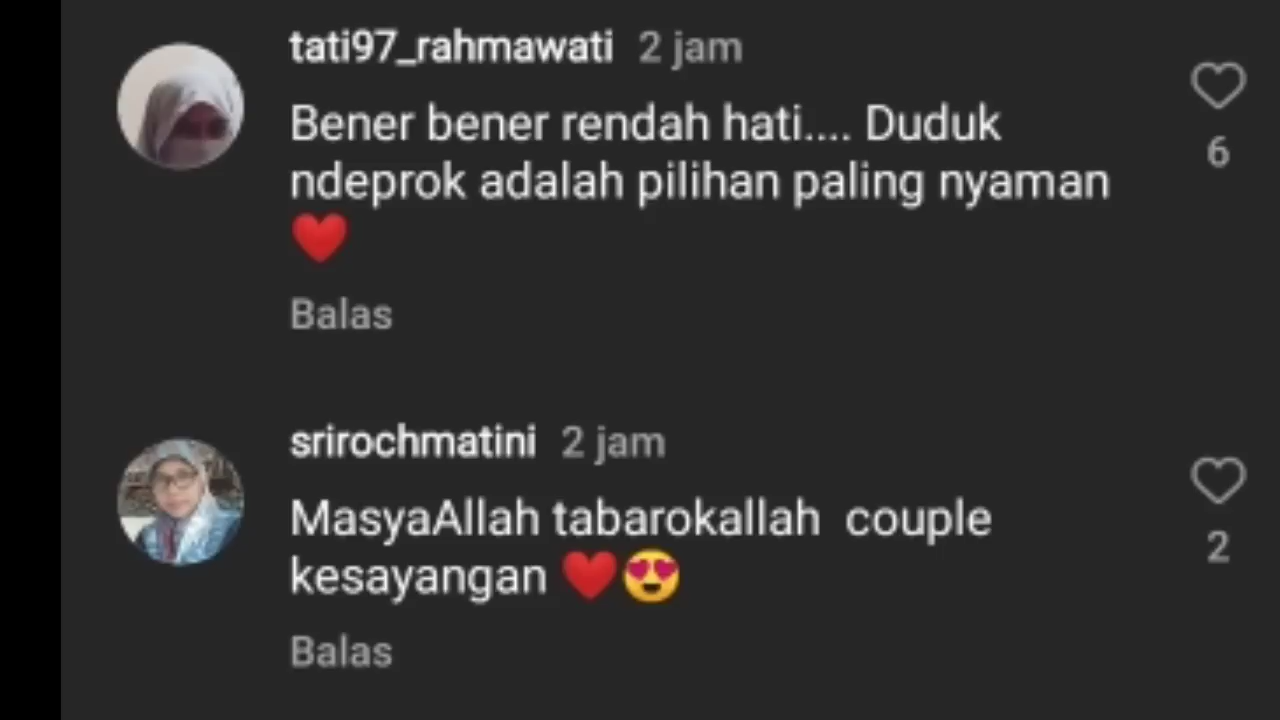 tati97_rahmawati 2 jam
Bener bener rendah hati.... Duduk
ndeprok adalah pilihan paling nyaman
❤️
6
Balas
srirochmatini 2 jam
MasyaAllah tabarokallah  couple
kesayangan ❤️😍
2
Balas